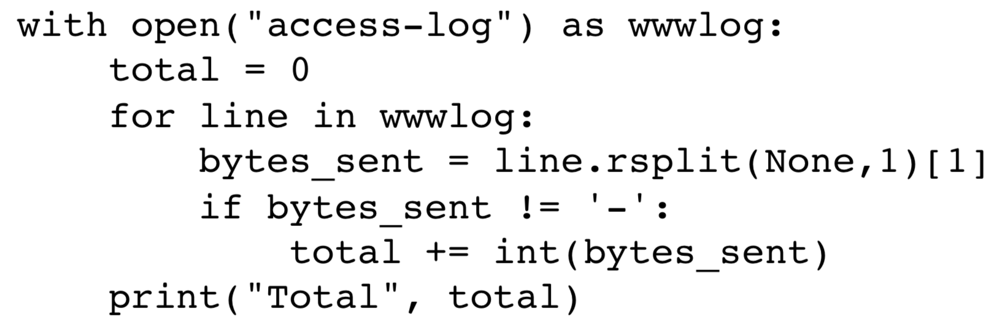 with open("access-log") as wwwlog:
    total = 0
    for line in wwwlog:
        bytes_sent = line.rsplit(None,1)[1]
        if bytes_sent != '-':
            total += int(bytes_sent)
    print("Total", total)